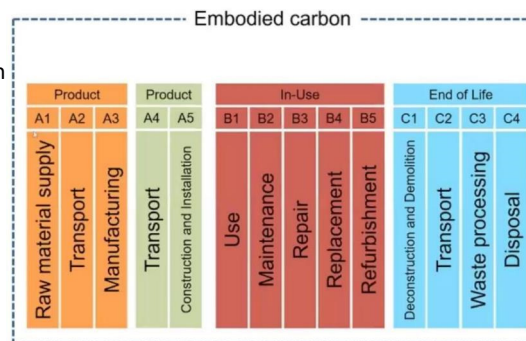 Embodied carbon
n
Product Product In-Use End of Life
A1 A2 A3 A4 A5 B1 B2 B3 B4 B5 C1 C2 C3 C4
Raw material supply
Transport
Manufacturing
Transport
Construction and Installation
Use
Maintenance
Repair
Replacement
Refurbishment
Deconstruction and Demolition
Transport
Waste processing
Disposal